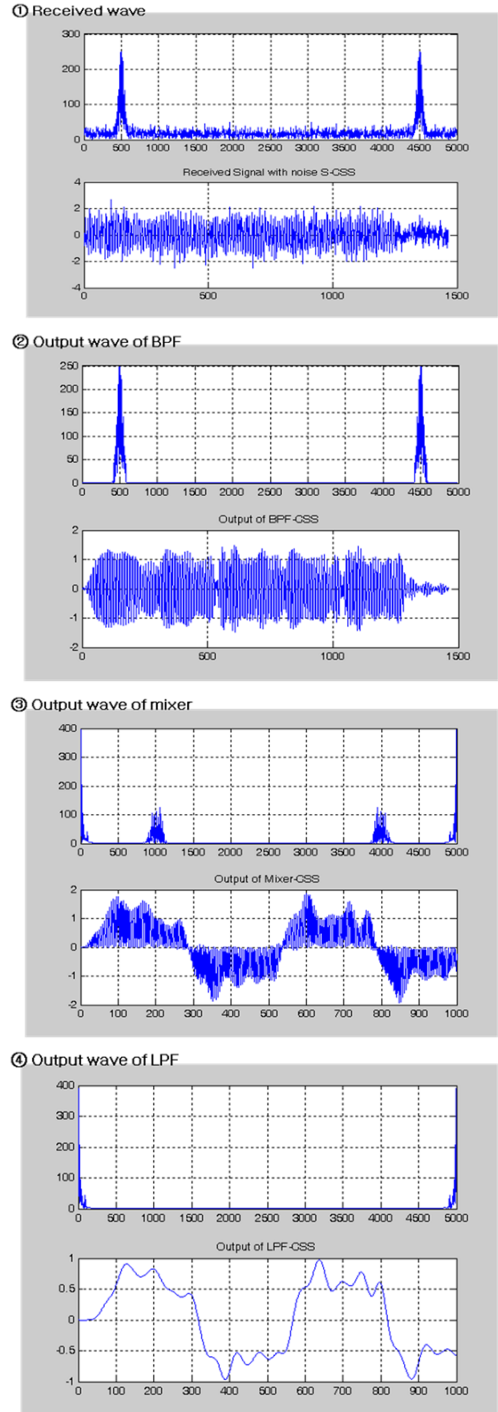 ① Received wave
300
200
100
0
0 500 1000 1500 2000 2500 3000 3500 4000 4500 5000
Received Signal with noise S-CSS
4
2
0
-2
-4
0 500 1000 1500
② Output wave of BPF
250
200
150
100
50
0
0 500 1000 1500 2000 2500 3000 3500 4000 4500 5000
Output of BPF-CSS
2
1
0
-1
-2
0 500 1000 1500
③ Output wave of mixer
400
300
200
100
0
0 500 1000 1500 2000 2500 3000 3500 4000 4500 5000
Output of Mixer-CSS
2
1
0
-1
-2
0 100 200 300 400 500 600 700 800 900 1000
④ Output wave of LPF
400
300
200
100
0
0 500 1000 1500 2000 2500 3000 3500 4000 4500 5000
Output of LPF-CSS
1
0.5
0
-0.5
-1
0 100 200 300 400 500 600 700 800 900 1000